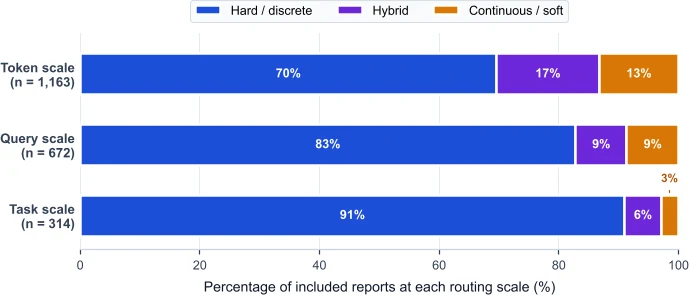 Hard / discrete Hybrid Continuous / soft
Token scale
(n = 1,163)
70% 17% 13%
Query scale
(n = 672)
83% 9% 9%
3%
Task scale
(n = 314)
91% 6%
0 20 40 60 80 100
Percentage of included reports at each routing scale (%)